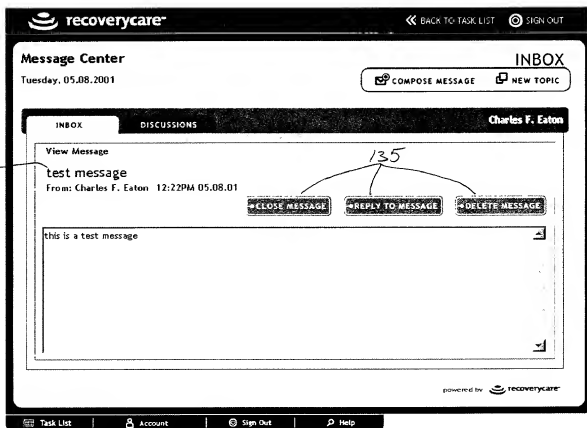 recoverycare
BACK TO TASK LIST SIGN OUT
Message Center INBOX
Tuesday, 05.08.2001
COMPOSE MESSAGE NEW TOPIC
INBOX DISCUSSIONS Charles F. Eaton
View Message
135
test message
From: Charles F. Eaton 12:22PM 05.08.01
CLOSE MESSAGE REPLY TO MESSAGE DELETE MESSAGE
this is a test message
powered by recoverycare
Task List | Account | Sign Out | Help